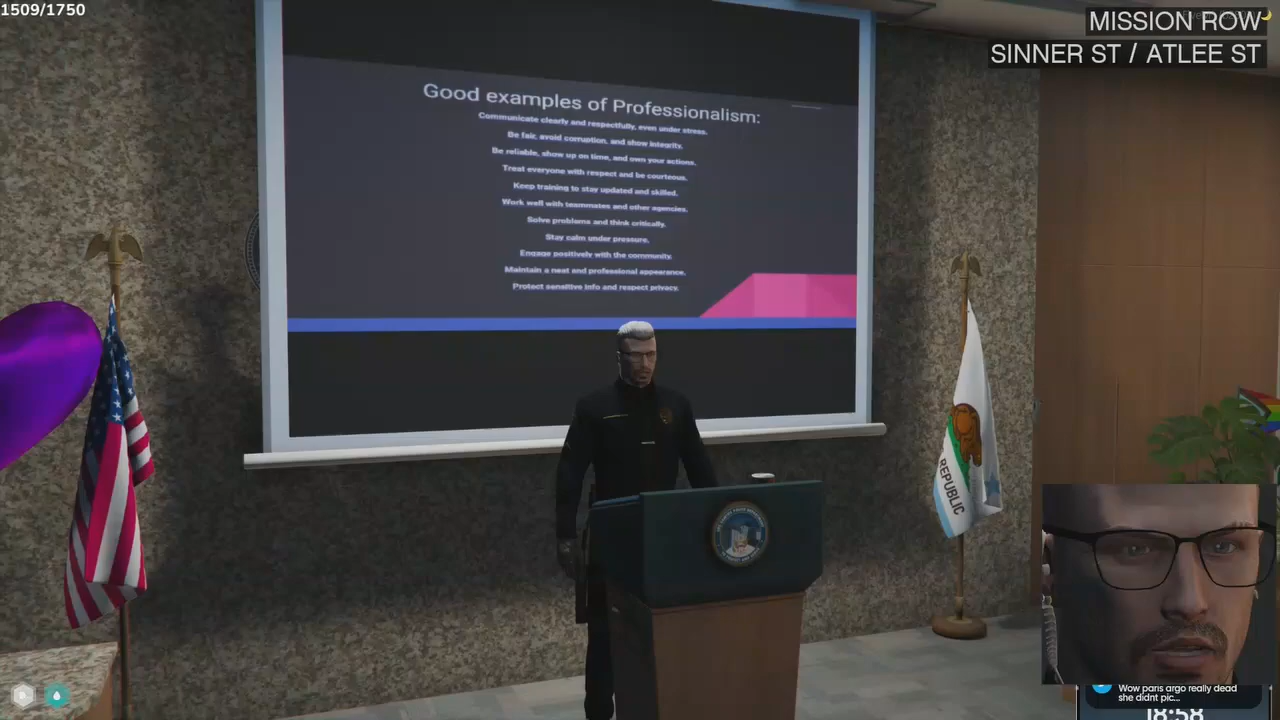 1509/1750
MISSION ROW
SINNER ST / ATLEE ST
Good examples of Professionalism:
Communicate clearly and respectfully, even under stress.
Be fair, avoid corruption, and show integrity.
Be reliable, show up on time, and own your actions.
Treat everyone with respect and be courteous.
Keep training to stay updated and skilled.
Work well with teammates and other agencies.
Solve problems and think critically.
Stay calm under pressure.
Engage positively with the community.
Maintain a neat and professional appearance.
Protect sensitive info and respect privacy.
REPUBLIC
Wow paris argo really dead
she didnt pic...
18:58